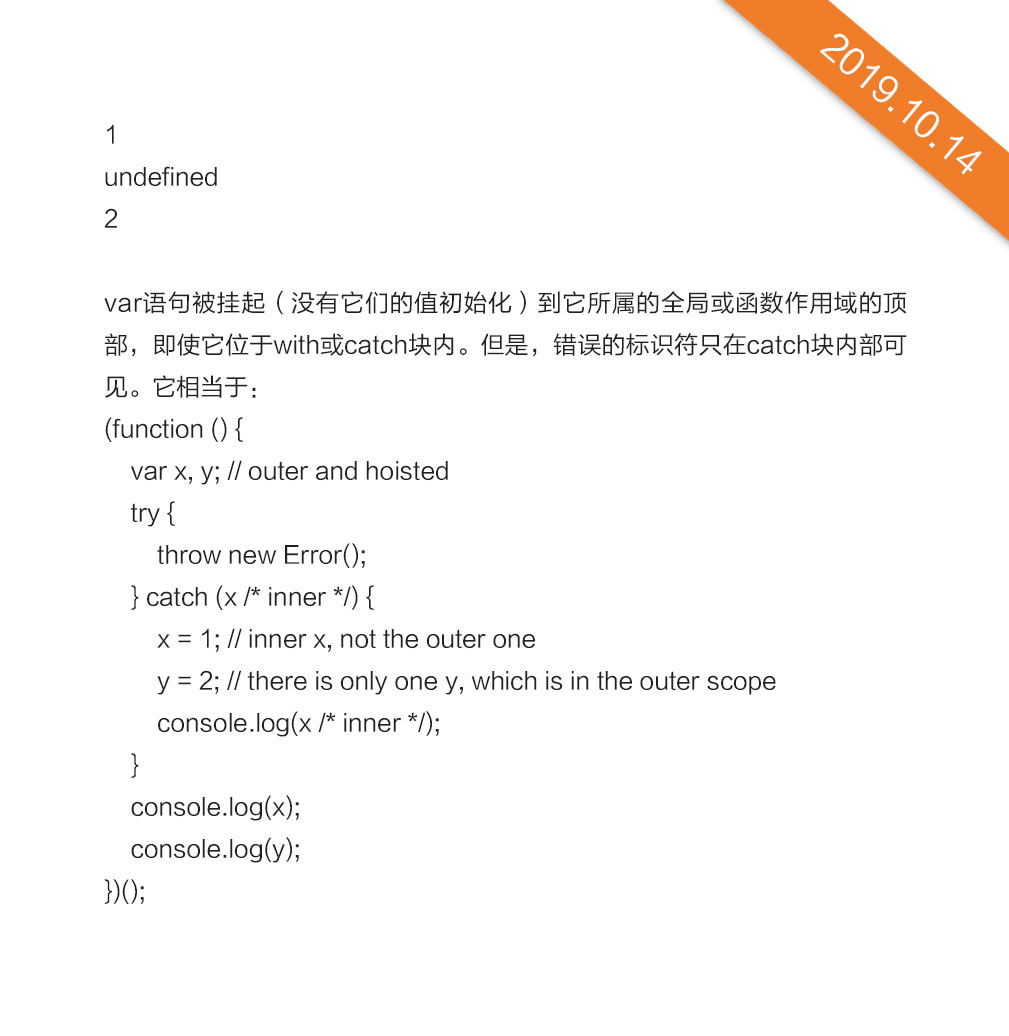 2019.10.14
1
undefined
2
var语句被挂起（没有它们的值初始化）到它所属的全局或函数作用域的顶
部，即使它位于with或catch块内。但是，错误的标识符只在catch块内部可
见。它相当于：
(function () {
    var x, y; // outer and hoisted
    try {
        throw new Error();
    } catch (x /* inner */) {
        x = 1; // inner x, not the outer one
        y = 2; // there is only one y, which is in the outer scope
        console.log(x /* inner */);
    }
    console.log(x);
    console.log(y);
})();